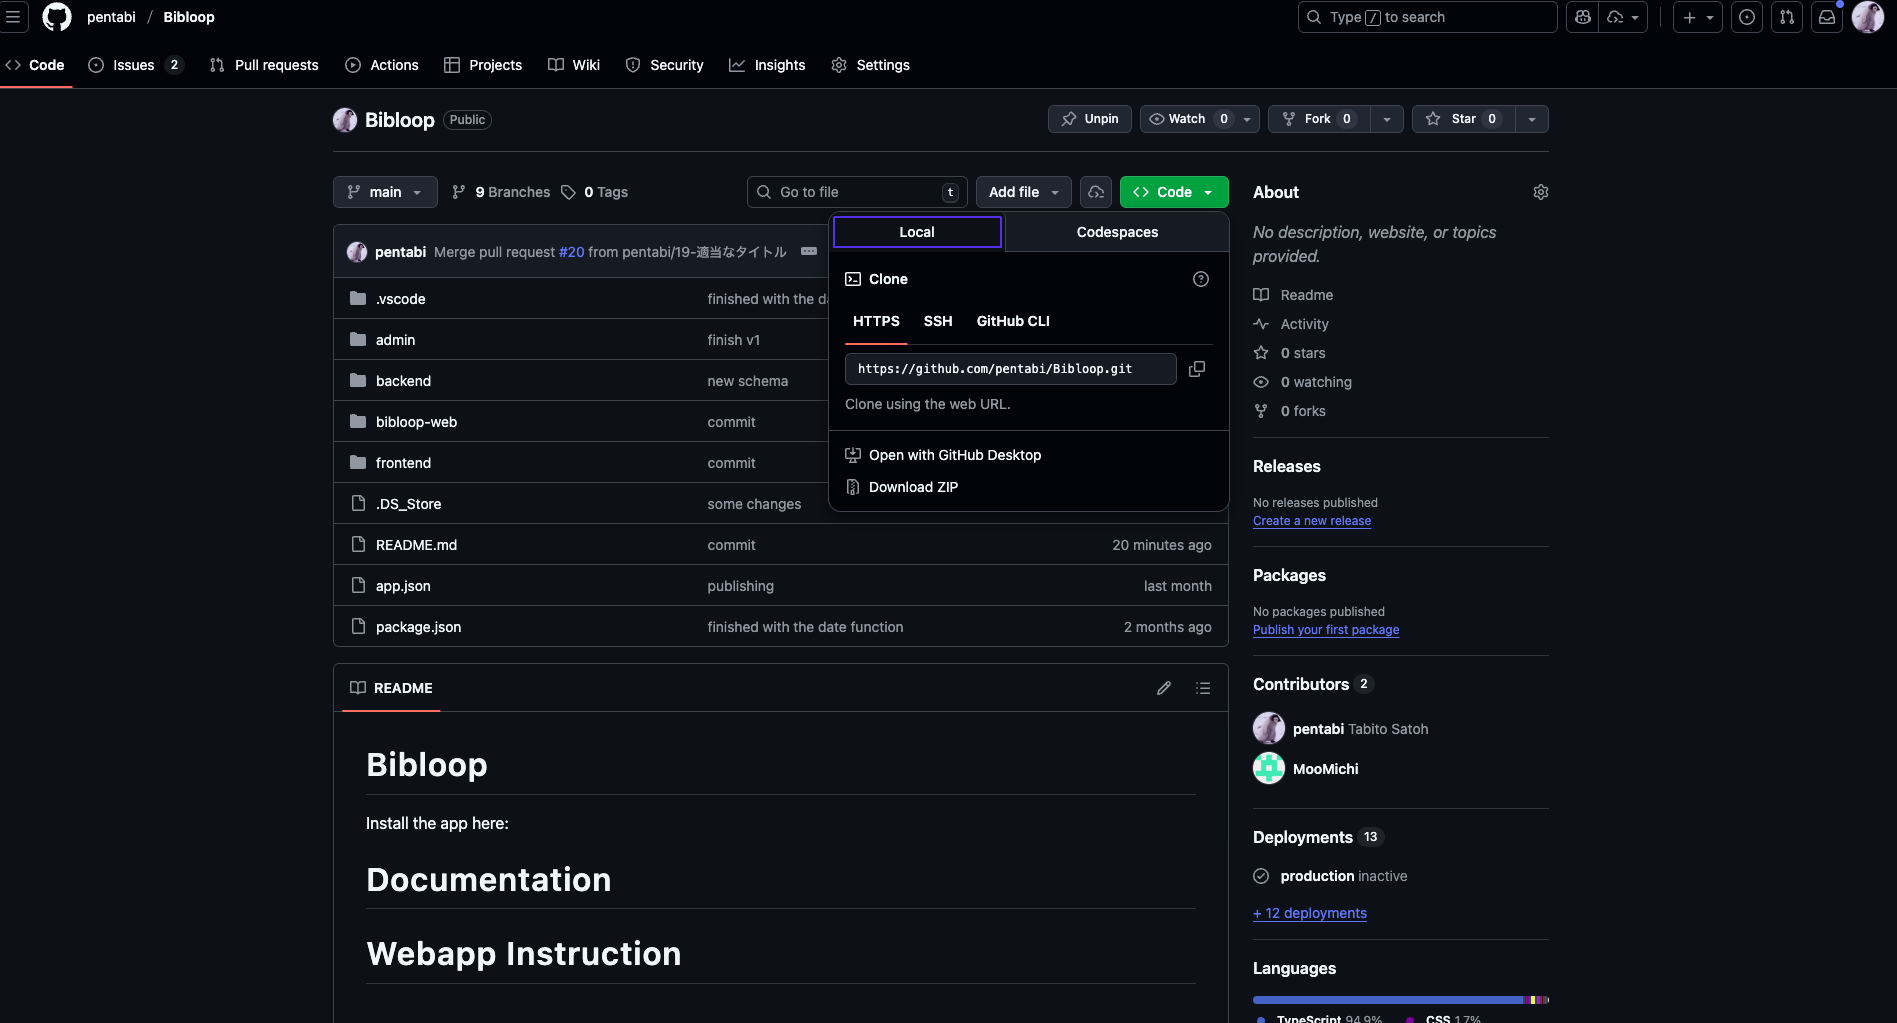 pentabi / Bibloop
Type / to search
Code
Issues 2
Pull requests
Actions
Projects
Wiki
Security
Insights
Settings
Bibloop Public
Unpin
Watch 0
Fork 0
Star 0
main
9 Branches
0 Tags
Go to file t
Add file
Code
pentabi Merge pull request #20 from pentabi/19-適当なタイトル
.vscode finished with the da
admin finish v1
backend new schema
bibloop-web commit
frontend commit
.DS_Store some changes
README.md commit 20 minutes ago
app.json publishing last month
package.json finished with the date function 2 months ago
Local Codespaces
Clone
HTTPS SSH GitHub CLI
https://github.com/pentabi/Bibloop.git
Clone using the web URL.
Open with GitHub Desktop
Download ZIP
README
Bibloop
Install the app here:
Documentation
Webapp Instruction
About
No description, website, or topics
provided.
Readme
Activity
0 stars
0 watching
0 forks
Releases
No releases published
Create a new release
Packages
No packages published
Publish your first package
Contributors 2
pentabi Tabito Satoh
MooMichi
Deployments 13
production inactive
+ 12 deployments
Languages
TypeScript 94.9% CSS 1.7%